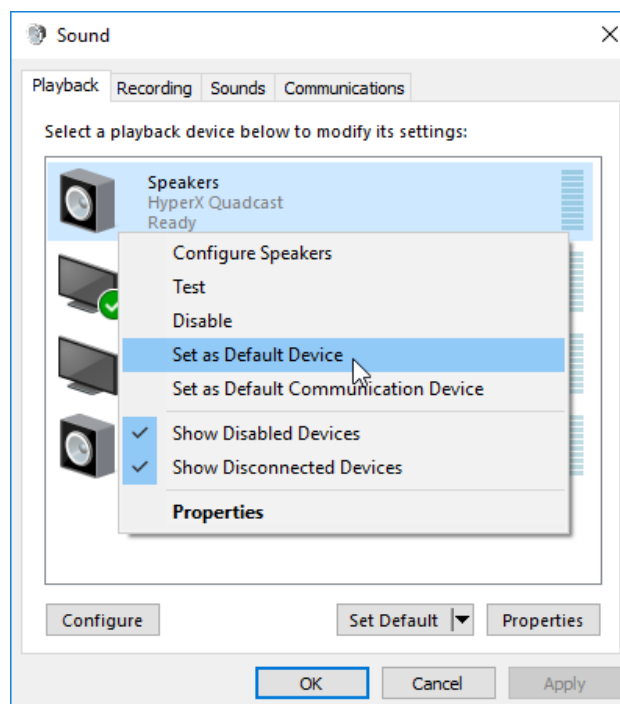 Sound
Playback Recording Sounds Communications
Select a playback device below to modify its settings:
Speakers
HyperX Quadcast
Ready
Configure Speakers
Test
Disable
Set as Default Device
Set as Default Communication Device
Show Disabled Devices
Show Disconnected Devices
Properties
Configure Set Default Properties
OK Cancel Apply